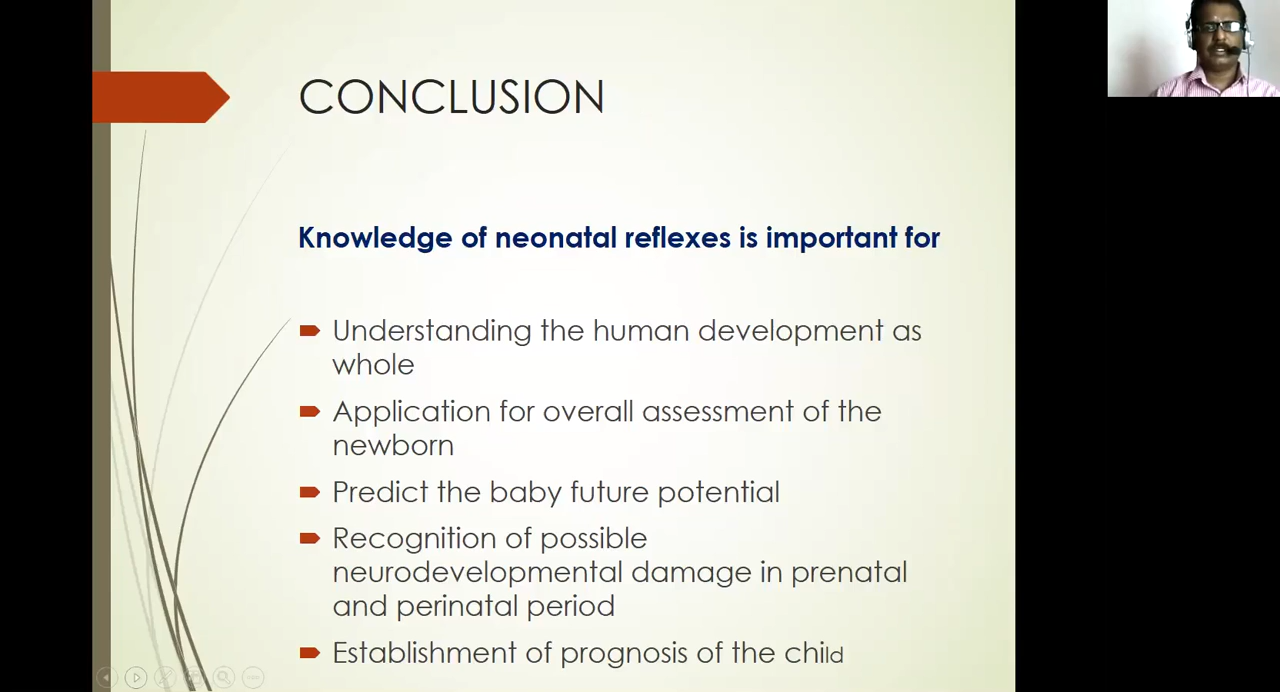 CONCLUSION
Knowledge of neonatal reflexes is important for
Understanding the human development as
whole
Application for overall assessment of the
newborn
Predict the baby future potential
Recognition of possible
neurodevelopmental damage in prenatal
and perinatal period
Establishment of prognosis of the child